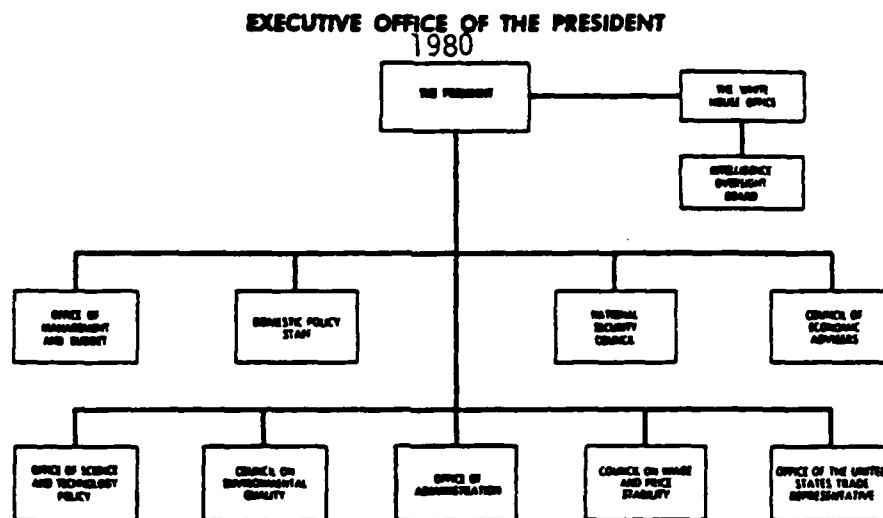 EXECUTIVE OFFICE OF THE PRESIDENT
1980
THE PRESIDENT
THE WHITE
HOUSE OFFICE
INTELLIGENCE
OVERSIGHT
BOARD
OFFICE OF
MANAGEMENT
AND BUDGET
DOMESTIC POLICY
STAFF
NATIONAL
SECURITY
COUNCIL
COUNCIL OF
ECONOMIC
ADVISERS
OFFICE OF SCIENCE
AND TECHNOLOGY
POLICY
COUNCIL ON
ENVIRONMENTAL
QUALITY
OFFICE OF
ADMINISTRATION
COUNCIL ON WAGE
AND PRICE
STABILITY
OFFICE OF THE UNITED
STATES TRADE
REPRESENTATIVE